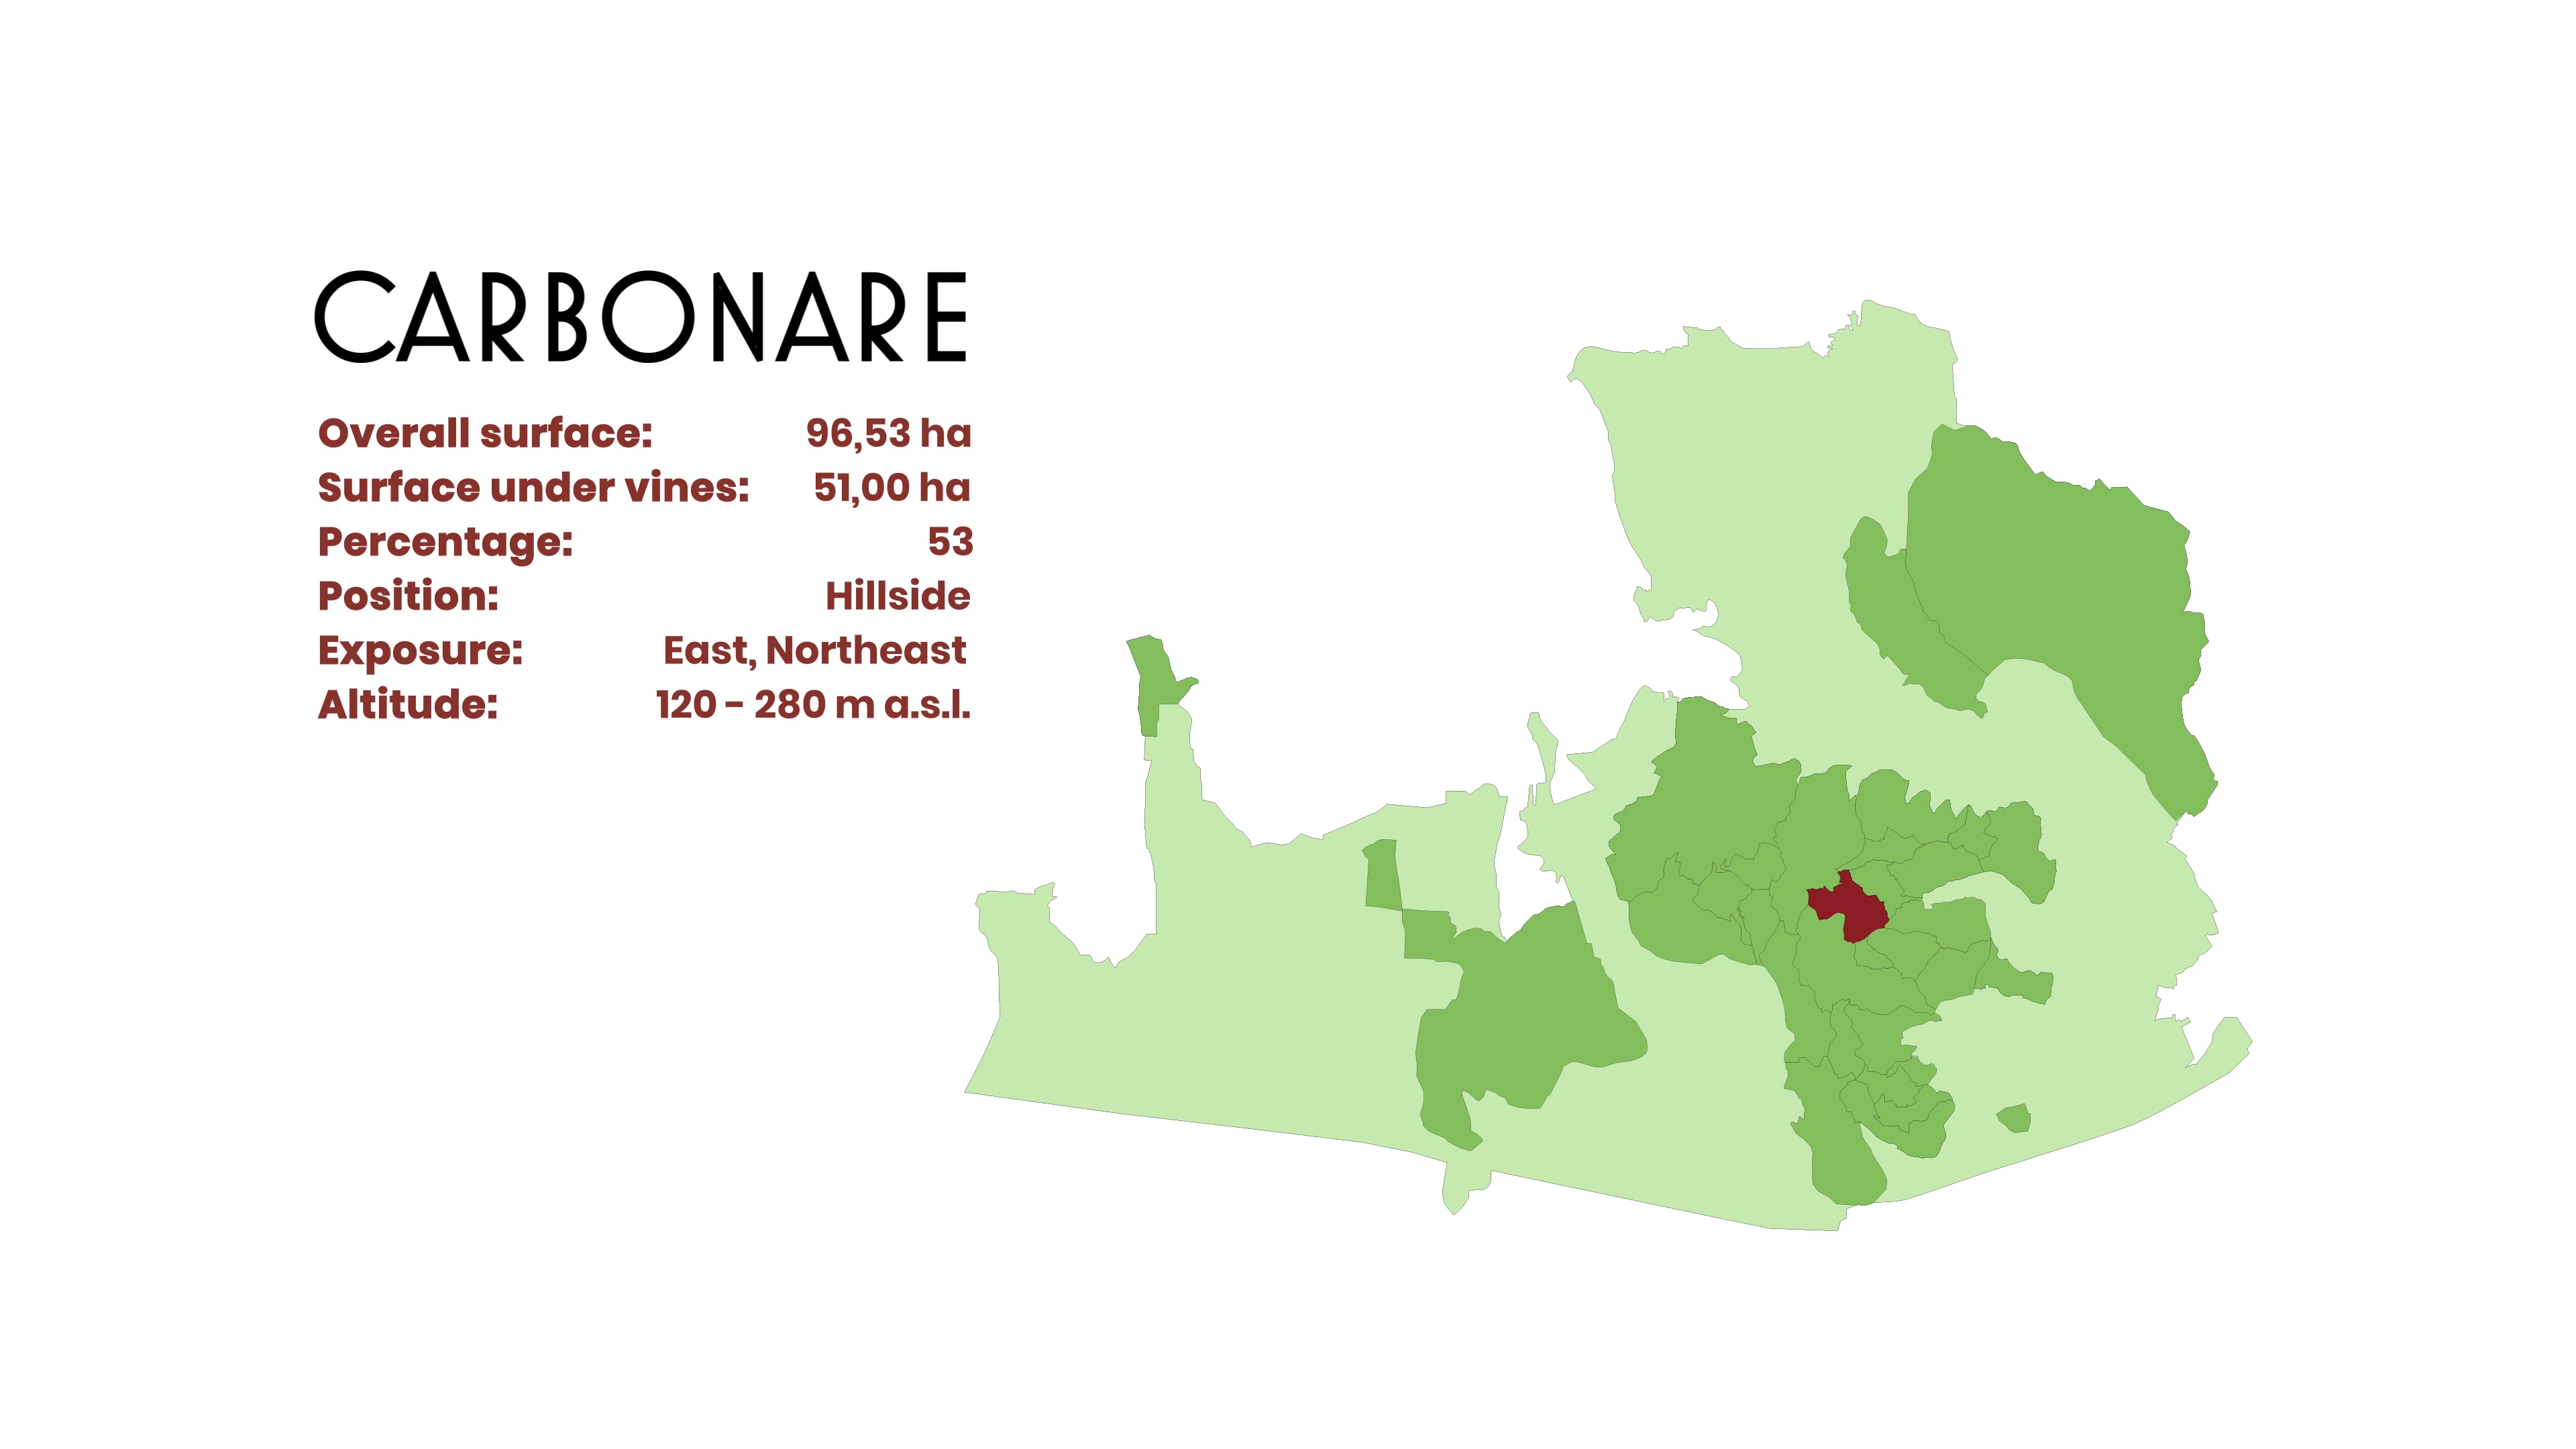 CARBONARE
Overall surface: 96,53 ha
Surface under vines: 51,00 ha
Percentage: 53
Position: Hillside
Exposure: East, Northeast
Altitude: 120 - 280 m a.s.l.